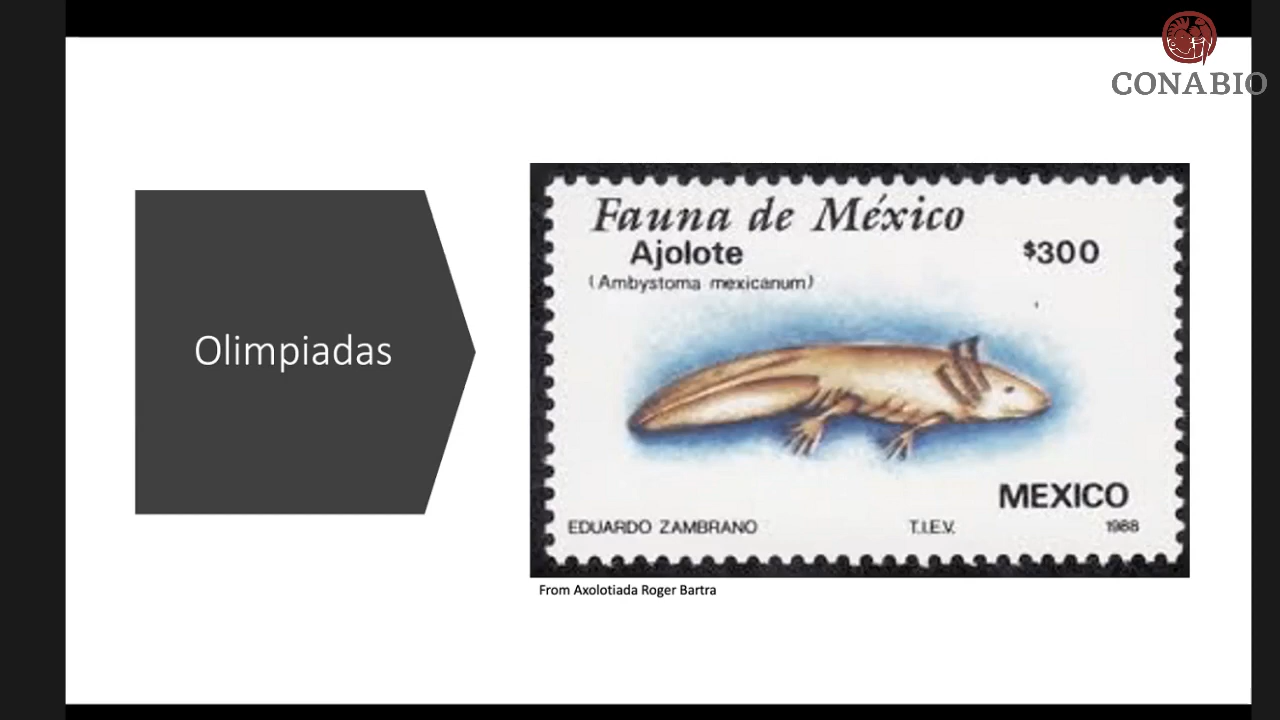 CONABIO
Olimpiadas
Fauna de México
Ajolote
$300
(Ambystoma mexicanum)
MEXICO
EDUARDO ZAMBRANO T.I.E.V. 1988
From Axolotiada Roger Bartra